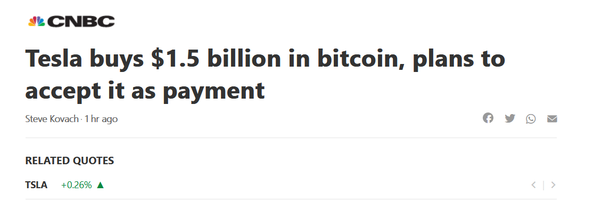 CNBC
Tesla buys $1.5 billion in bitcoin, plans to
accept it as payment
Steve Kovach · 1 hr ago
RELATED QUOTES
TSLA +0.26% ▲